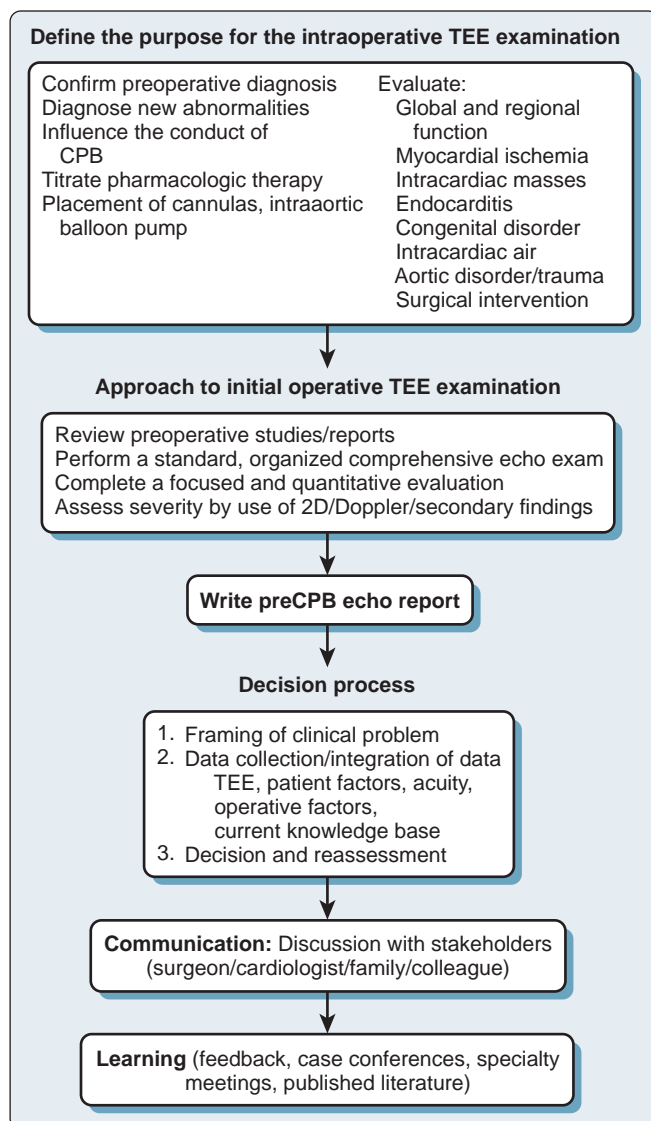 Define the purpose for the intraoperative TEE examination
Confirm preoperative diagnosis
Diagnose new abnormalities
Influence the conduct of
CPB
Titrate pharmacologic therapy
Placement of cannulas, intraaortic
balloon pump
Evaluate:
Global and regional
function
Myocardial ischemia
Intracardiac masses
Endocarditis
Congenital disorder
Intracardiac air
Aortic disorder/trauma
Surgical intervention
Approach to initial operative TEE examination
Review preoperative studies/reports
Perform a standard, organized comprehensive echo exam
Complete a focused and quantitative evaluation
Assess severity by use of 2D/Doppler/secondary findings
Write preCPB echo report
Decision process
1. Framing of clinical problem
2. Data collection/integration of data
TEE, patient factors, acuity,
operative factors,
current knowledge base
3. Decision and reassessment
Communication: Discussion with stakeholders
(surgeon/cardiologist/family/colleague)
Learning (feedback, case conferences, specialty
meetings, published literature)